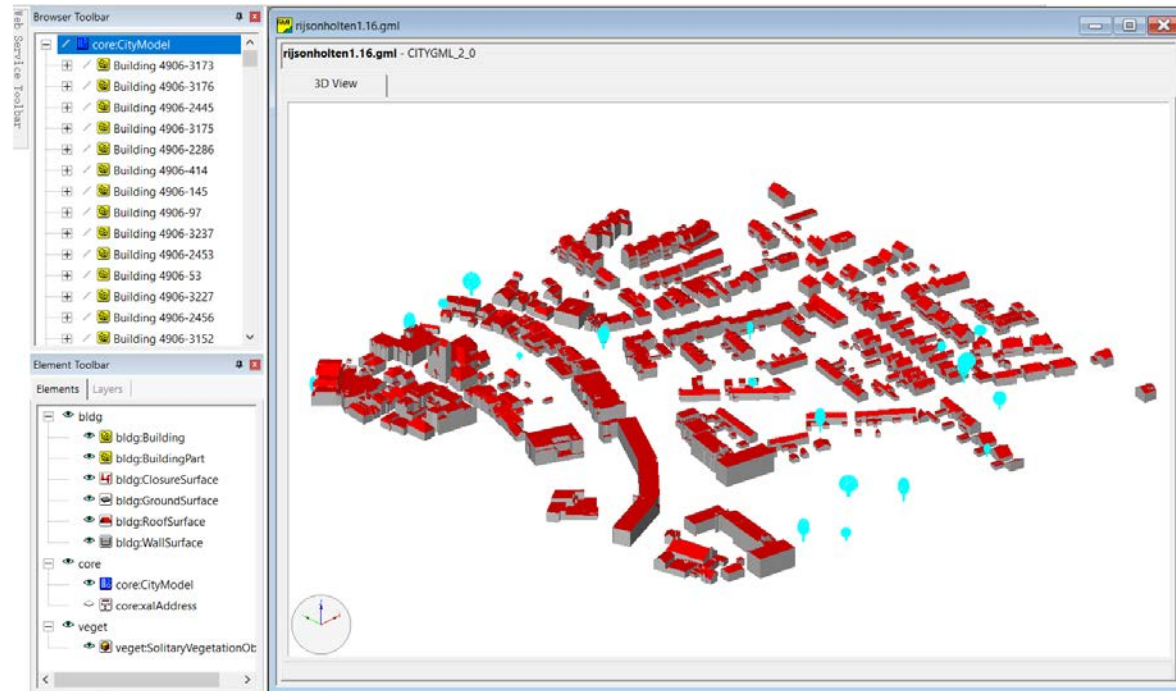 Web Service Toolbar
Browser Toolbar
core:CityModel
Building 4906-3173
Building 4906-3176
Building 4906-2445
Building 4906-3175
Building 4906-2286
Building 4906-414
Building 4906-145
Building 4906-97
Building 4906-3237
Building 4906-2453
Building 4906-53
Building 4906-3227
Building 4906-2456
Building 4906-3152
Element Toolbar
Elements Layers
bldg
bldg:Building
bldg:BuildingPart
bldg:ClosureSurface
bldg:GroundSurface
bldg:RoofSurface
bldg:WallSurface
core
core:CityModel
core:xalAddress
veget
veget:SolitaryVegetationOb
rijsonholten1.16.gml
rijsonholten1.16.gml - CITYGML_2_0
3D View